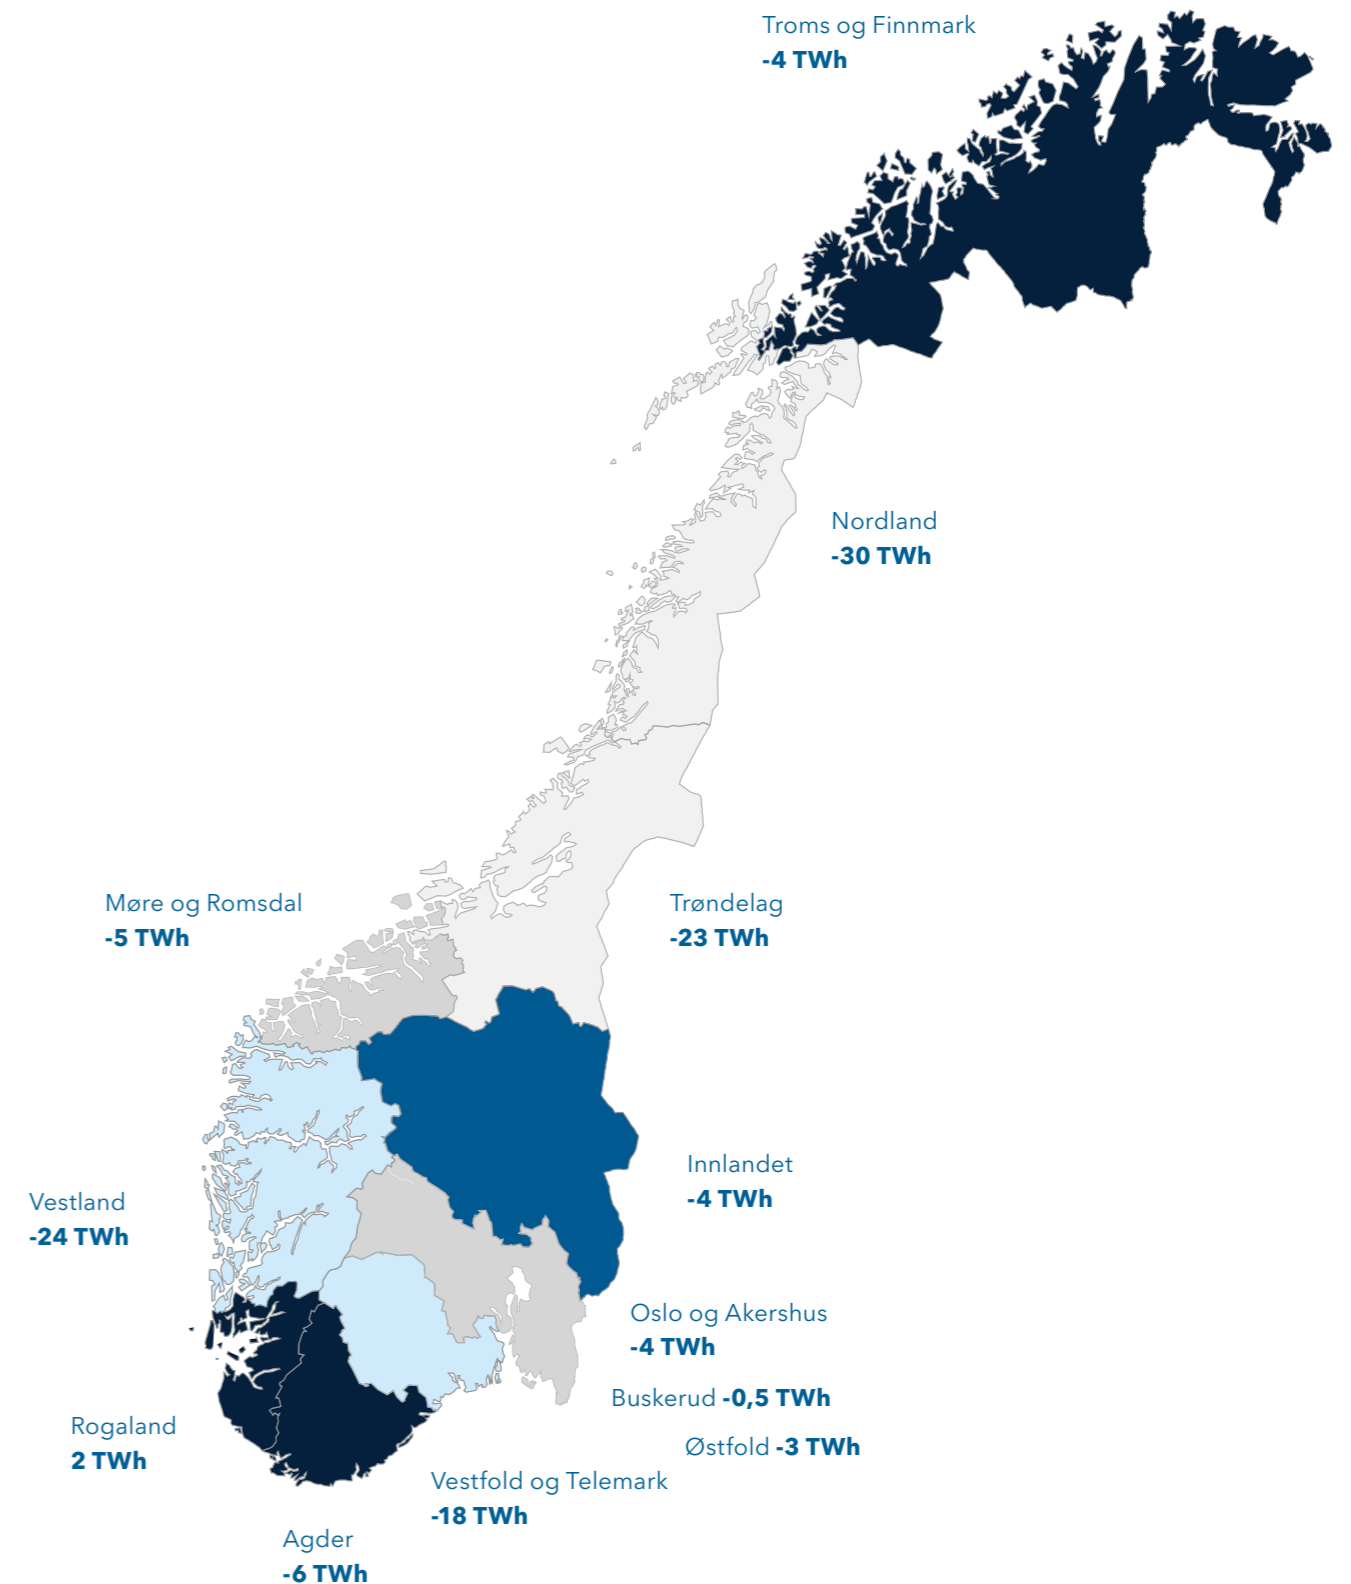 Troms og Finnmark
-4 TWh
Nordland
-30 TWh
Møre og Romsdal
-5 TWh
Trøndelag
-23 TWh
Innlandet
-4 TWh
Vestland
-24 TWh
Oslo og Akershus
-4 TWh
Buskerud -0,5 TWh
Rogaland
2 TWh
Østfold -3 TWh
Vestfold og Telemark
-18 TWh
Agder
-6 TWh